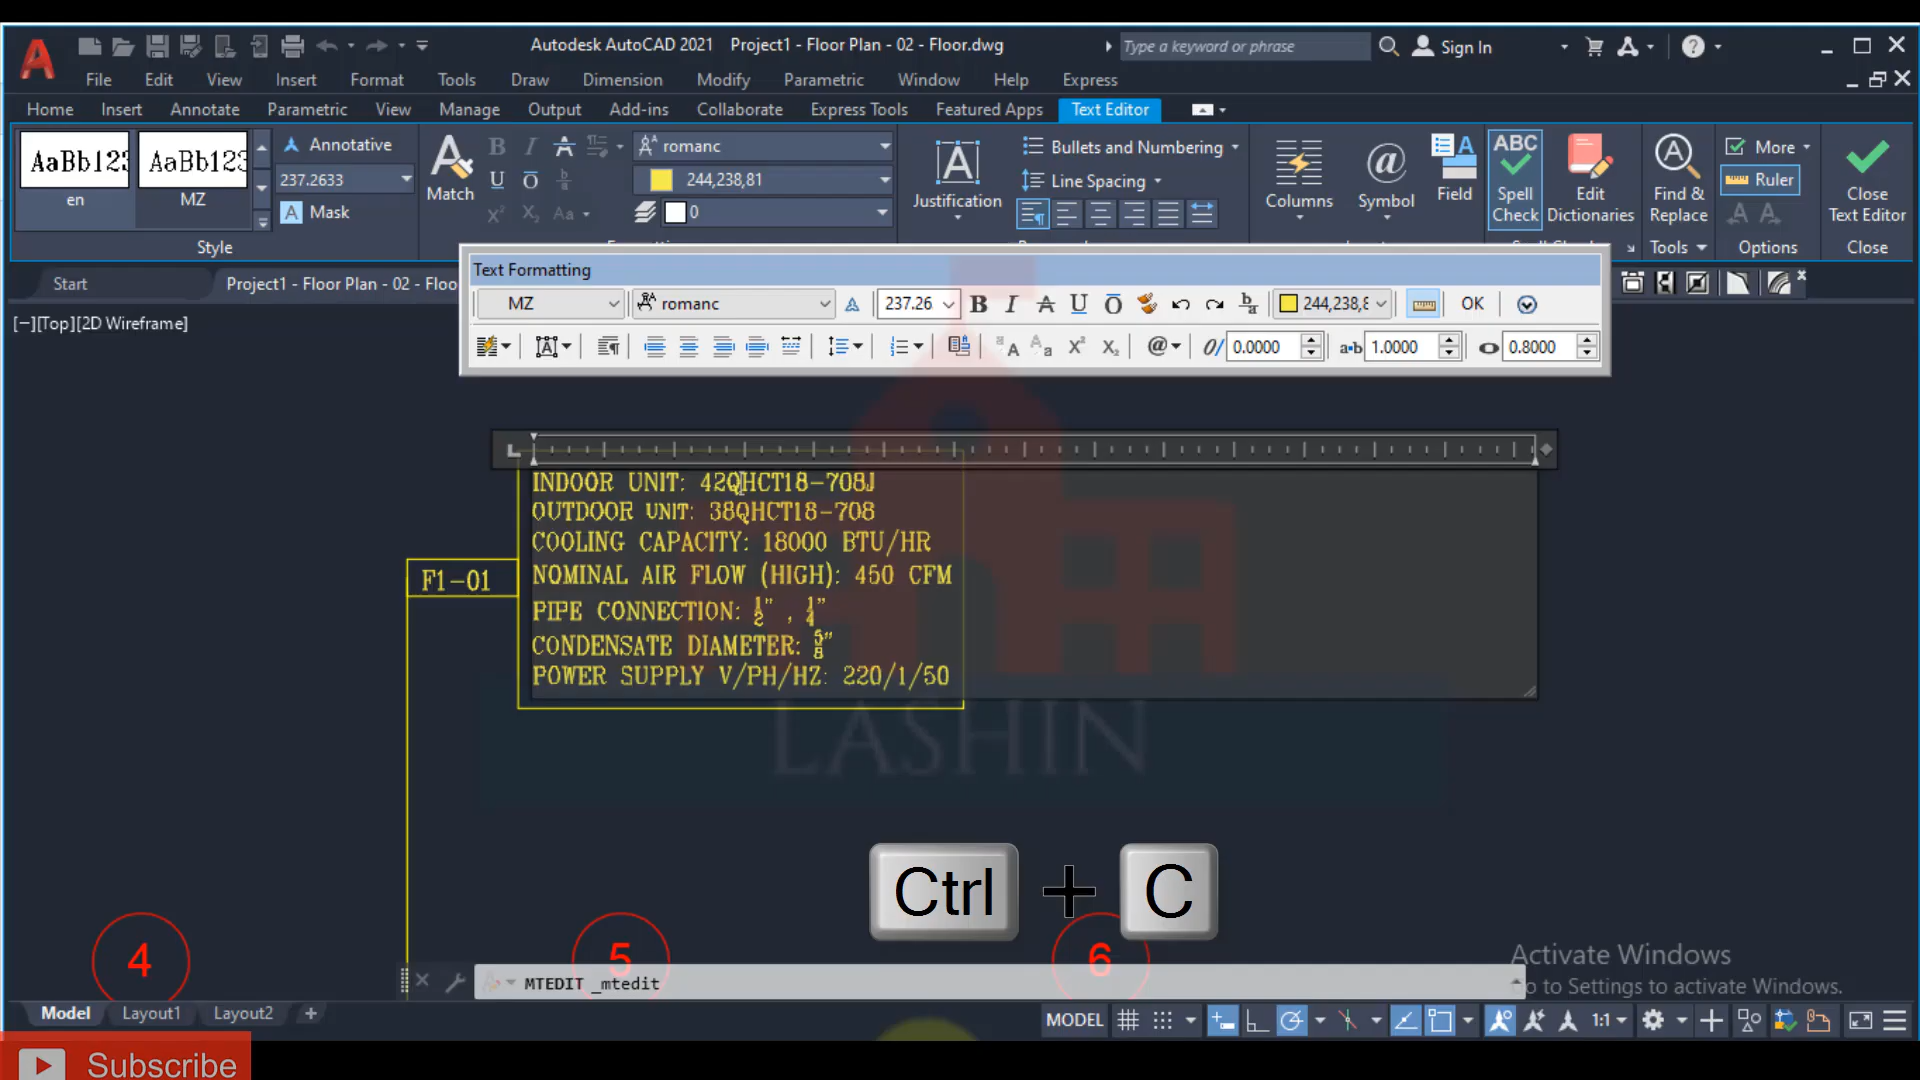 Autodesk AutoCAD 2021 Project1 - Floor Plan - 02 - Floor.dwg
Type a keyword or phrase
Sign In
File Edit View Insert Format Tools Draw Dimension Modify Parametric Window Help Express
Home Insert Annotate Parametric View Manage Output Add-ins Collaborate Express Tools Featured Apps Text Editor
AaBb123 AaBb123
en MZ
Style
Annotative
237.2633
Mask
Match
romanc
244,238,81
0
Justification
Bullets and Numbering
Line Spacing
Columns
Symbol
Field
Spell Check
Edit Dictionaries
Find & Replace
Tools
More
Ruler
Options
Close Text Editor
Close
Start
Project1 - Floor Plan - 02 - Floo
Text Formatting
MZ romanc 237.26 244,238,8 OK
0.0000 1.0000 0.8000
[−][Top][2D Wireframe]
INDOOR UNIT: 42QHCT18-708J
OUTDOOR UNIT: 38QHCT18-708
COOLING CAPACITY: 18000 BTU/HR
NOMINAL AIR FLOW (HIGH): 450 CFM
PIPE CONNECTION: 1/2" , 1/4"
CONDENSATE DIAMETER: 5/8"
POWER SUPPLY V/PH/HZ: 220/1/50
F1-01
LASHIN
Ctrl + C
4 5 6
Activate Windows
Go to Settings to activate Windows.
MTEDIT _mtedit
Model Layout1 Layout2 +
MODEL 1:1
Subscribe